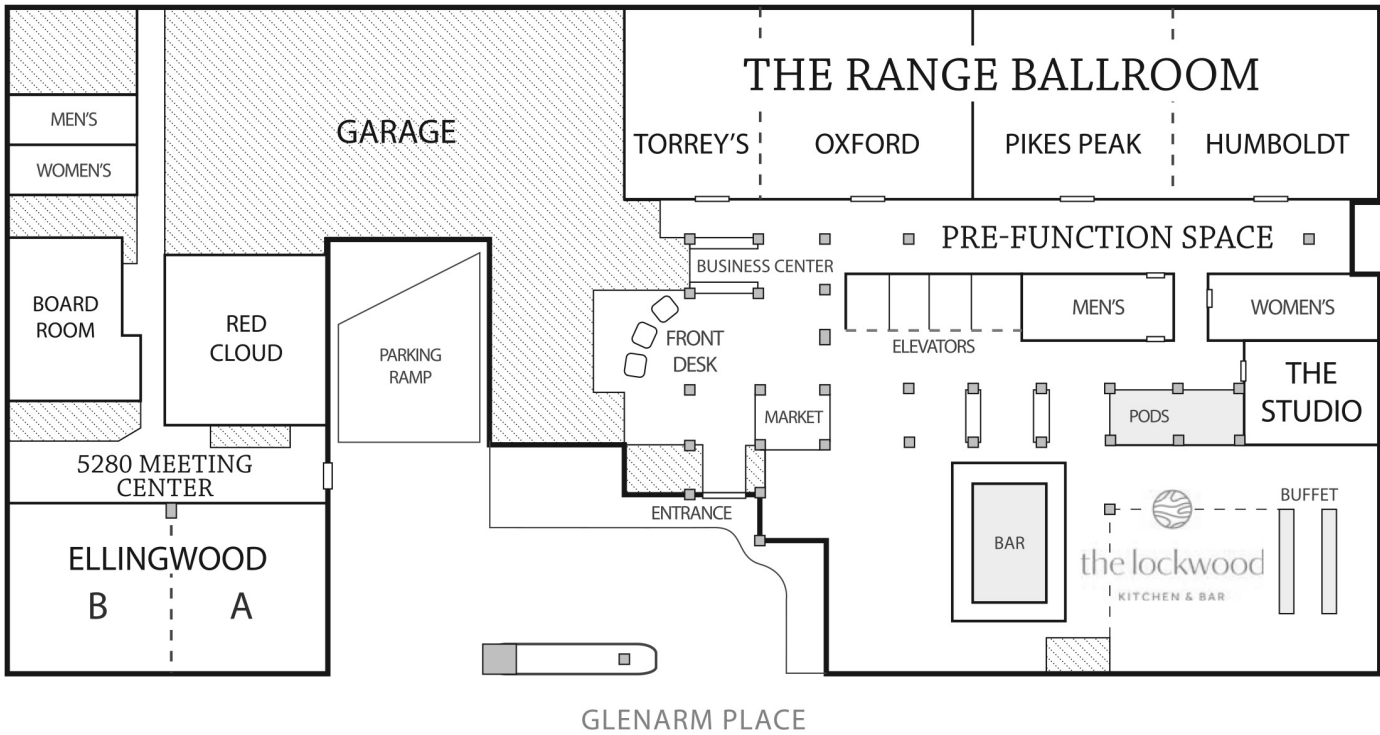 THE RANGE BALLROOM
MEN'S
GARAGE
TORREY'S
OXFORD
PIKES PEAK
HUMBOLDT
WOMEN'S
PRE-FUNCTION SPACE
BUSINESS CENTER
BOARD
ROOM
RED
CLOUD
PARKING
RAMP
FRONT
DESK
ELEVATORS
MEN'S
WOMEN'S
THE
STUDIO
MARKET
PODS
5280 MEETING
CENTER
ENTRANCE
BUFFET
BAR
the lockwood
KITCHEN & BAR
ELLINGWOOD
B
A
GLENARM PLACE